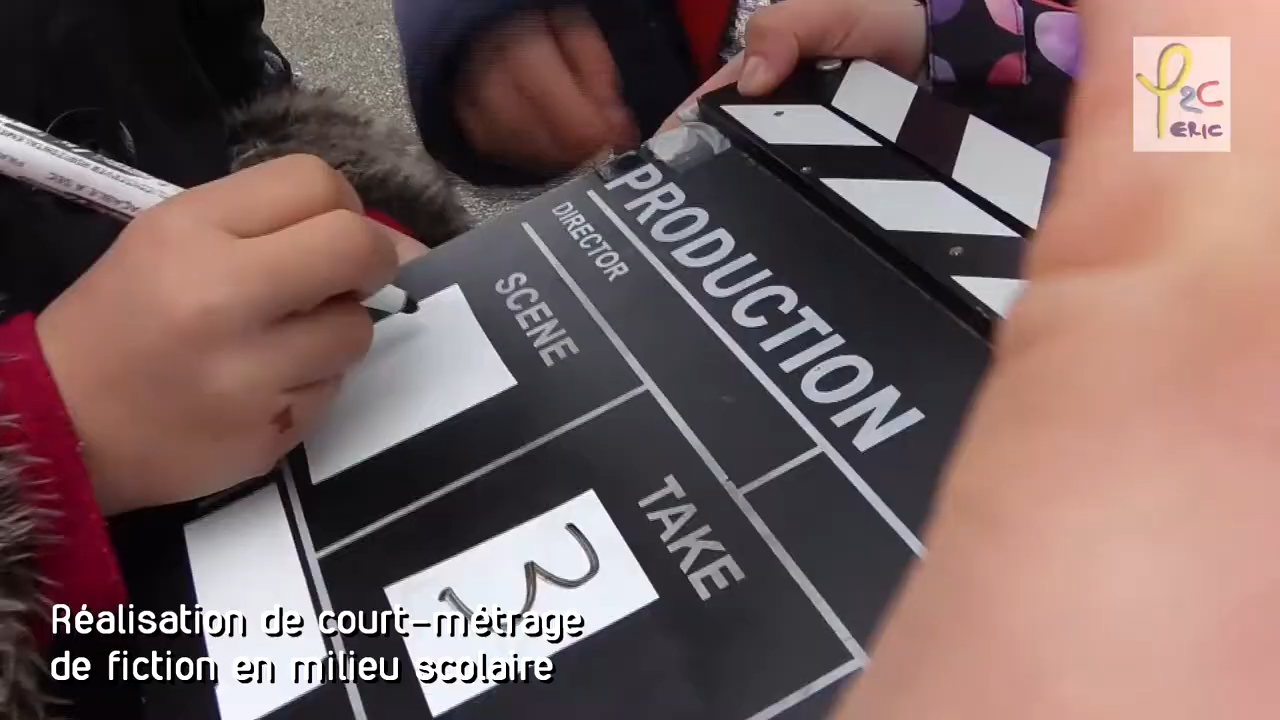 PRODUCTION
DIRECTOR
SCENE
TAKE
3
Réalisation de court-métrage
de fiction en milieu scolaire
P2C
ERIC